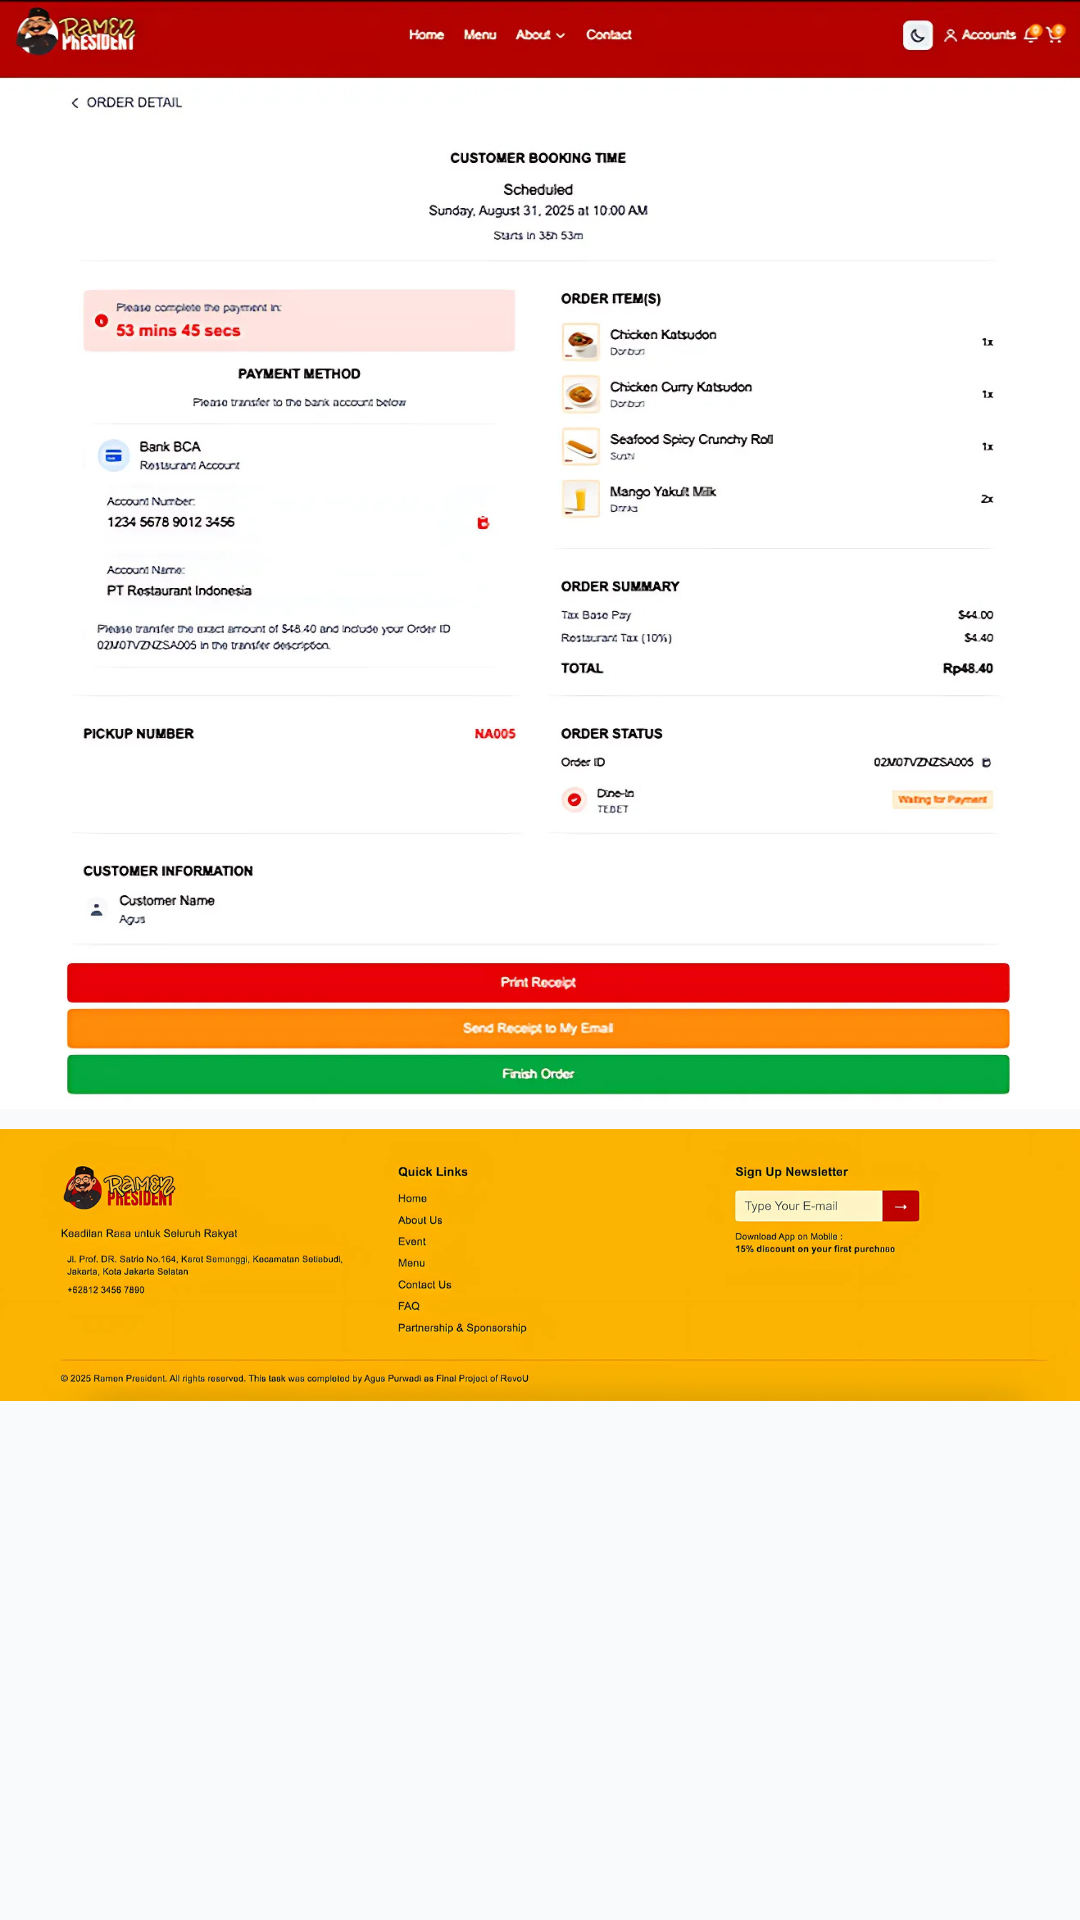 RAMEN
PRESIDENT
Home Menu About Contact
Accounts
ORDER DETAIL
CUSTOMER BOOKING TIME
Scheduled
Sunday, August 31, 2025 at 10:00 AM
Starts in 35h 53m
Please complete the payment in:
53 mins 45 secs
PAYMENT METHOD
Please transfer to the bank account below
Bank BCA
Restaurant Account
Account Number:
1234 5678 9012 3456
Account Name:
PT Restaurant Indonesia
Please transfer the exact amount of $48.40 and include your Order ID
in the transfer description.
ORDER ITEM(S)
Chicken Katsudon
Donburi
1x
Chicken Curry Katsudon
Donburi
1x
Seafood Spicy Crunchy Roll
Sushi
1x
Mango Yakult Milk
Drinks
2x
ORDER SUMMARY
Tax Base Pay $44.00
Restaurant Tax (10%) $4.40
TOTAL Rp48.40
PICKUP NUMBER NA005
ORDER STATUS
Order ID
Dine-In
TEBET
Waiting for Payment
CUSTOMER INFORMATION
Customer Name
Agus
Print Receipt
Send Receipt to My Email
Finish Order
RAMEN
PRESIDENT
Keadilan Rasa untuk Seluruh Rakyat
Jl. Prof. DR. Satrio No.164, Karet Semanggi, Kecamatan Setiabudi,
Jakarta, Kota Jakarta Selatan
+62812 3456 7890
Quick Links
Home
About Us
Event
Menu
Contact Us
FAQ
Partnership & Sponsorship
Sign Up Newsletter
Type Your E-mail →
Download App on Mobile :
15% discount on your first purchase
© 2025 Ramen President. All rights reserved. This task was completed by Agus Purwadi as Final Project of RevoU